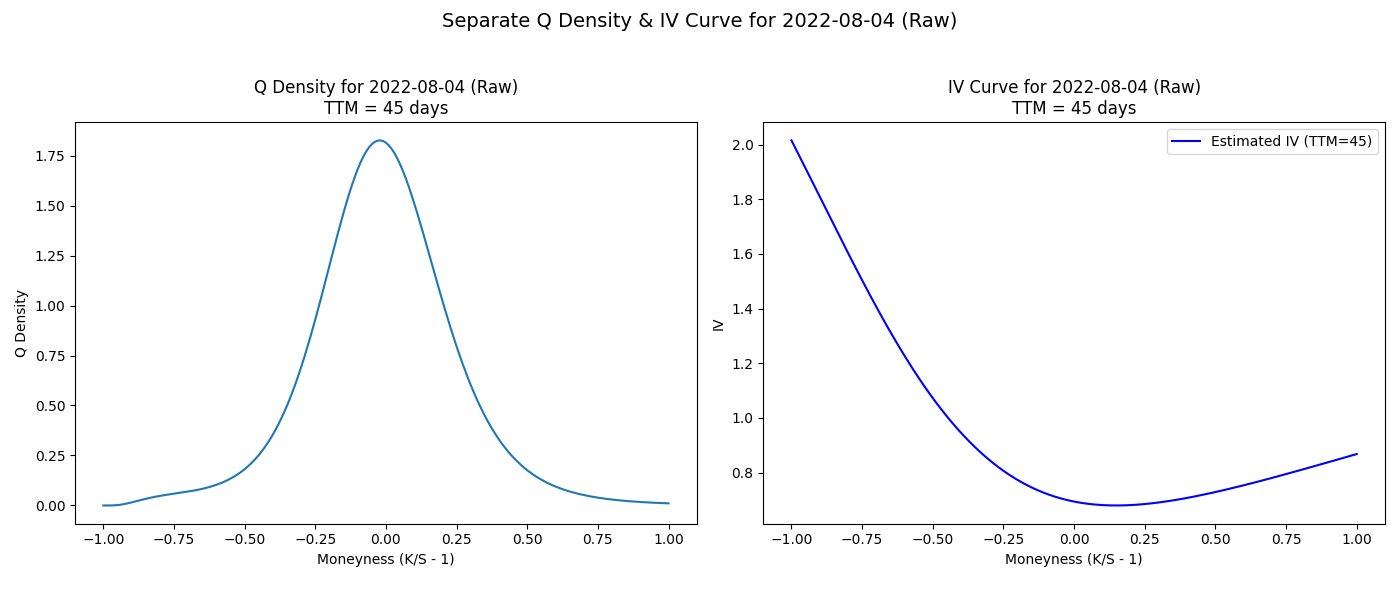 Separate Q Density & IV Curve for 2022-08-04 (Raw)
Q Density for 2022-08-04 (Raw)
TTM = 45 days
1.75
1.50
1.25
1.00
0.75
0.50
0.25
0.00
Q Density
−1.00 −0.75 −0.50 −0.25 0.00 0.25 0.50 0.75 1.00
Moneyness (K/S - 1)
IV Curve for 2022-08-04 (Raw)
TTM = 45 days
Estimated IV (TTM=45)
2.0
1.8
1.6
1.4
1.2
1.0
0.8
IV
−1.00 −0.75 −0.50 −0.25 0.00 0.25 0.50 0.75 1.00
Moneyness (K/S - 1)